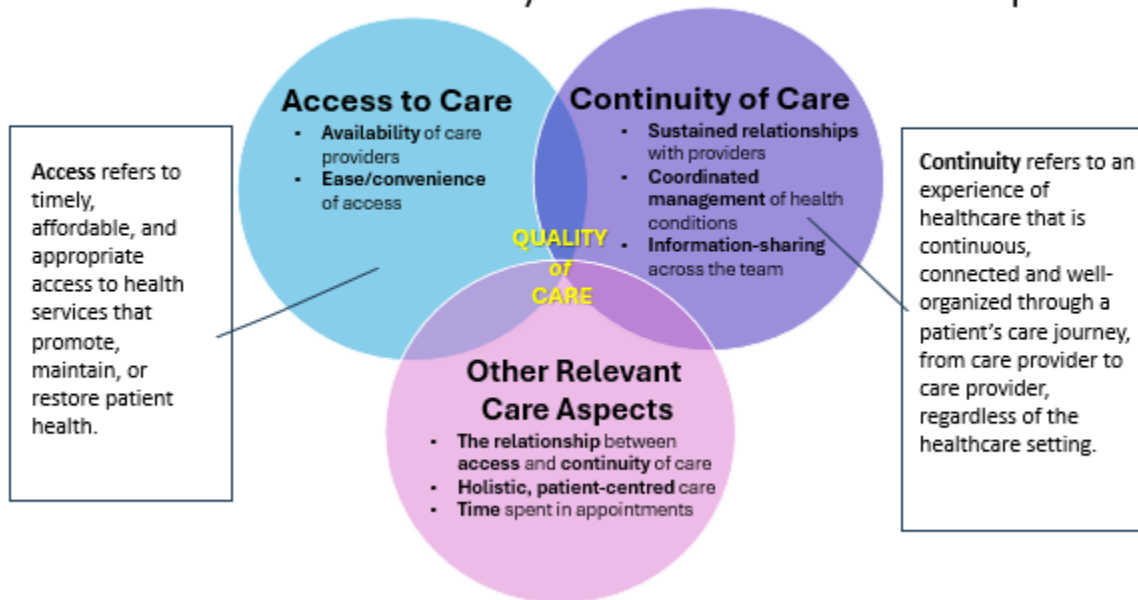 Access to Care
▪ Availability of care
providers
▪ Ease/convenience
of access
Continuity of Care
▪ Sustained relationships
with providers
▪ Coordinated
management of health
conditions
▪ Information-sharing
across the team
Access refers to
timely,
affordable, and
appropriate
access to health
services that
promote,
maintain, or
restore patient
health.
Continuity refers to an
experience of
healthcare that is
continuous,
connected and well-
organized through a
patient's care journey,
from care provider to
care provider,
regardless of the
healthcare setting.
QUALITY
of
CARE
Other Relevant
Care Aspects
▪ The relationship between
access and continuity of care
▪ Holistic, patient-centred care
▪ Time spent in appointments